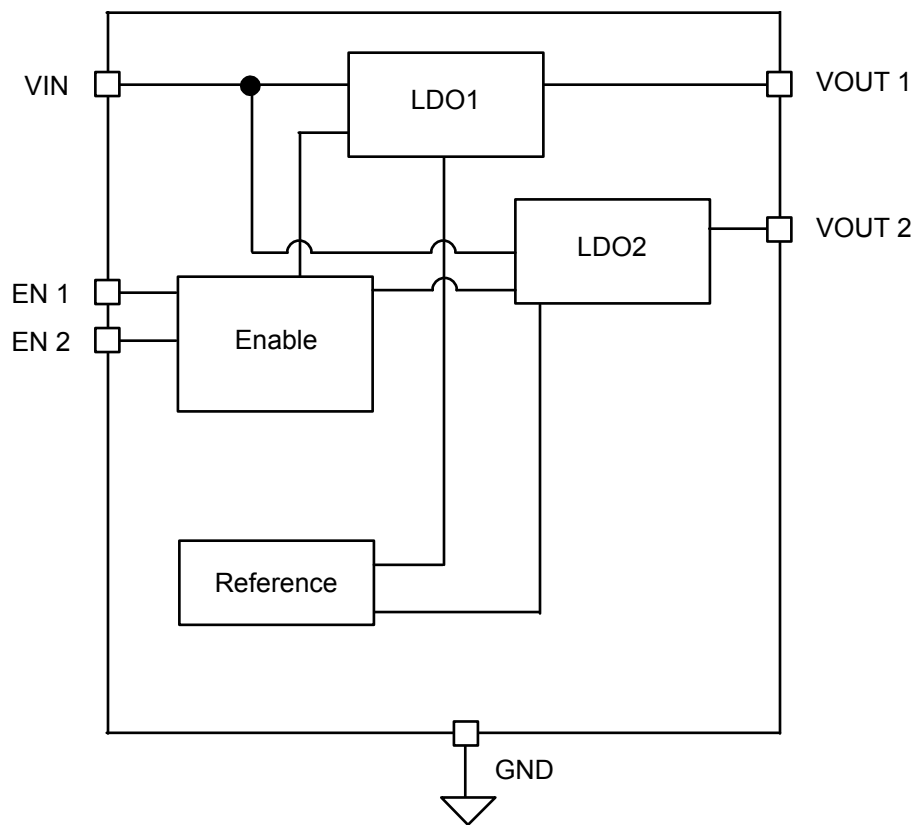 VIN
LDO1
VOUT 1
LDO2
VOUT 2
EN 1
EN 2
Enable
Reference
GND